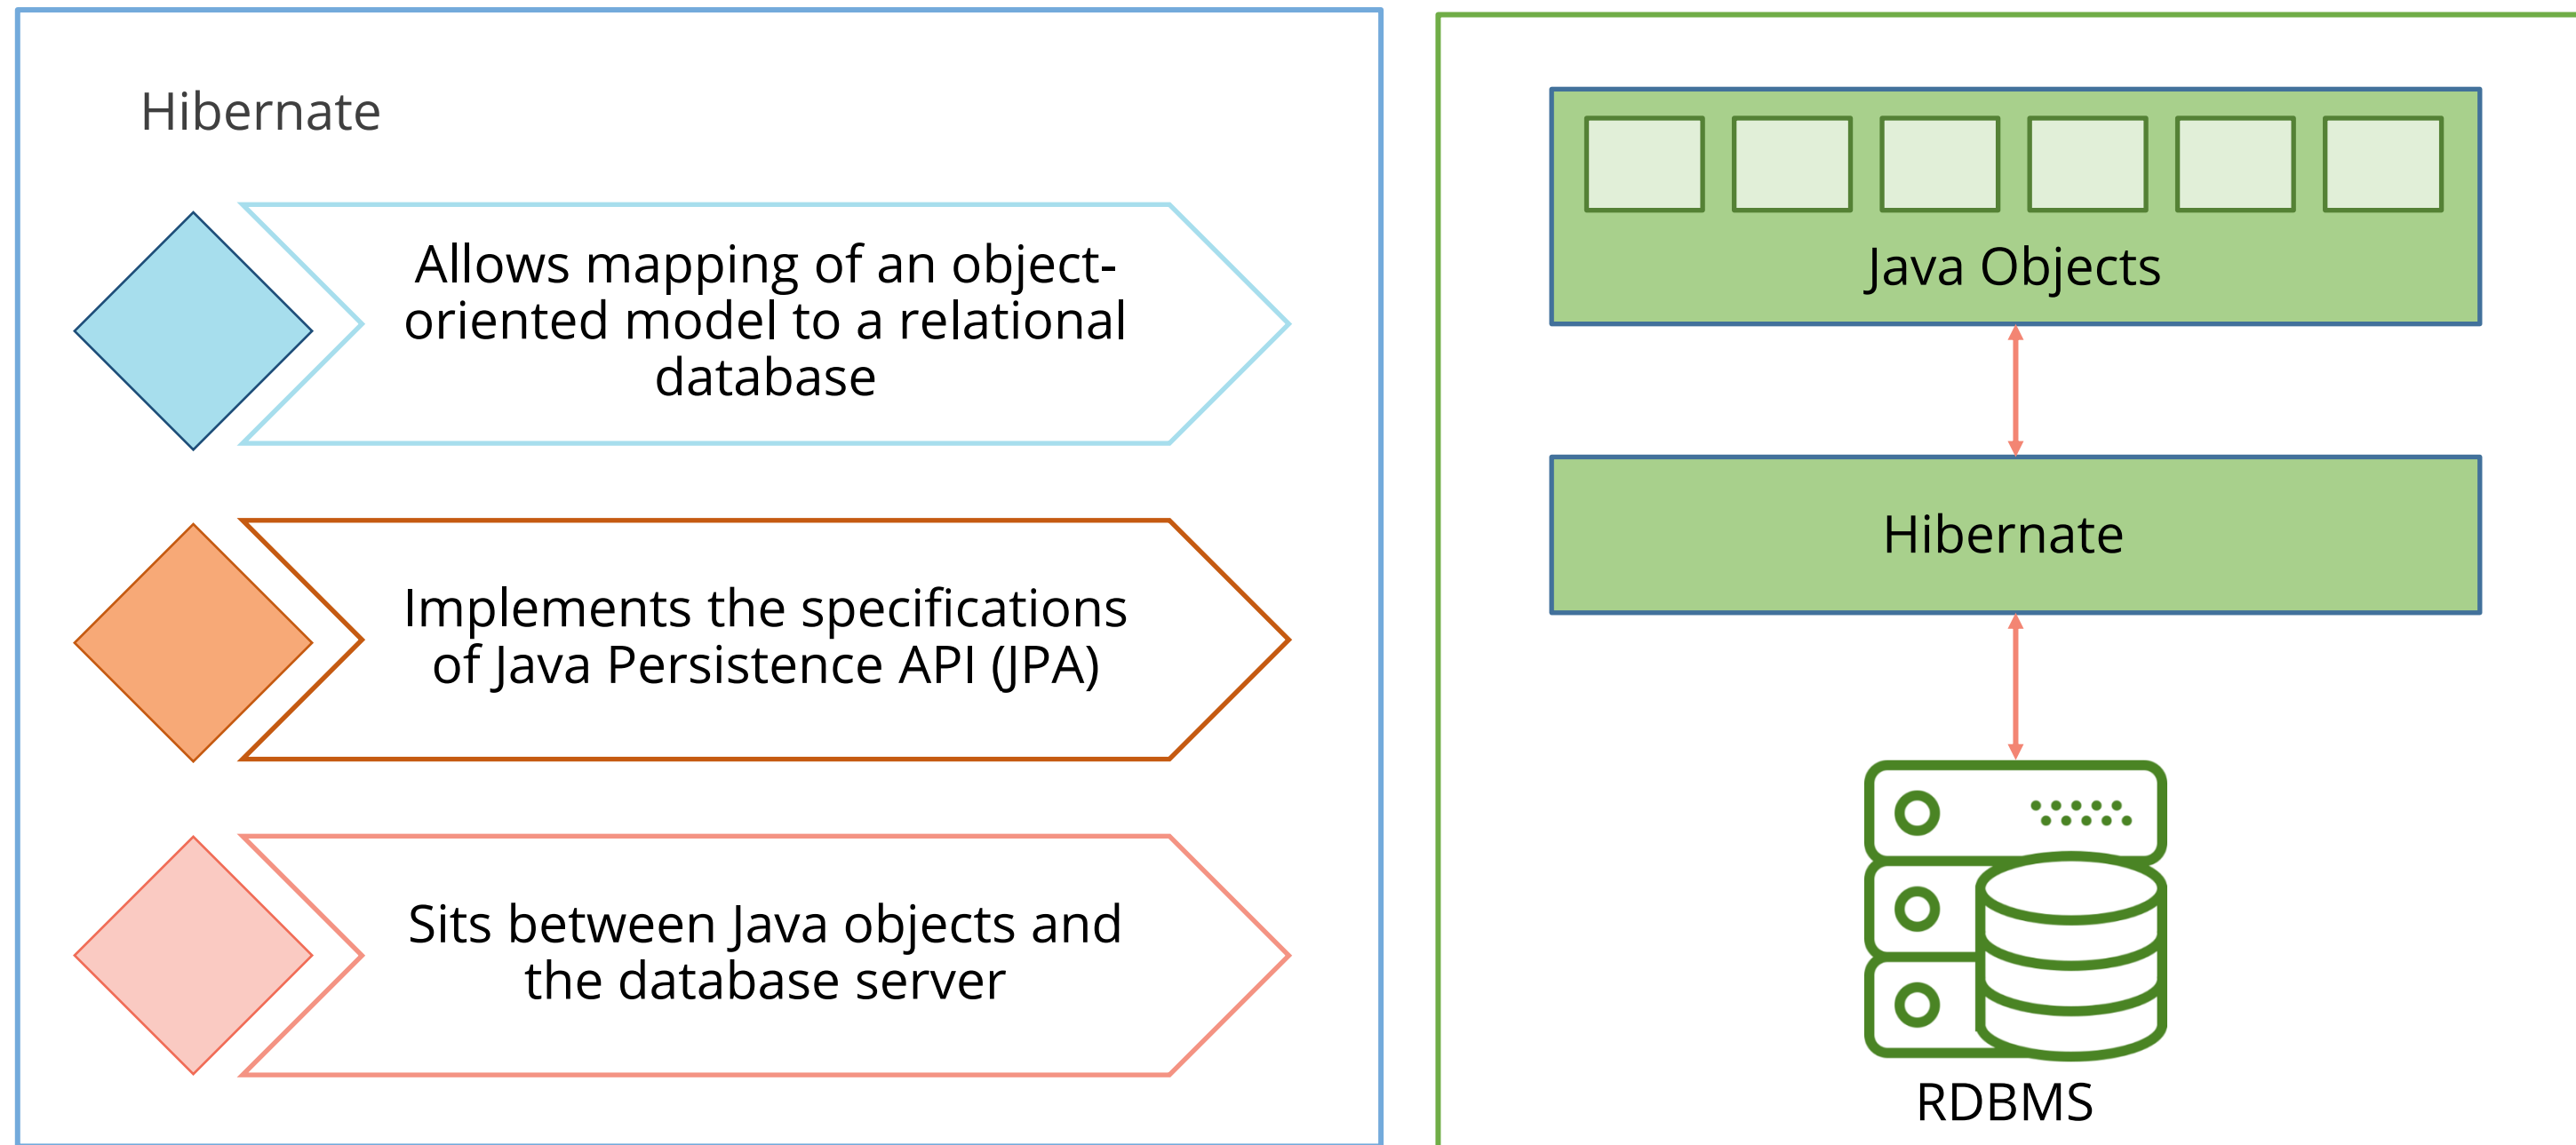 Hibernate
Allows mapping of an object-
oriented model to a relational
database
Implements the specifications
of Java Persistence API (JPA)
Sits between Java objects and
the database server
Java Objects
Hibernate
RDBMS